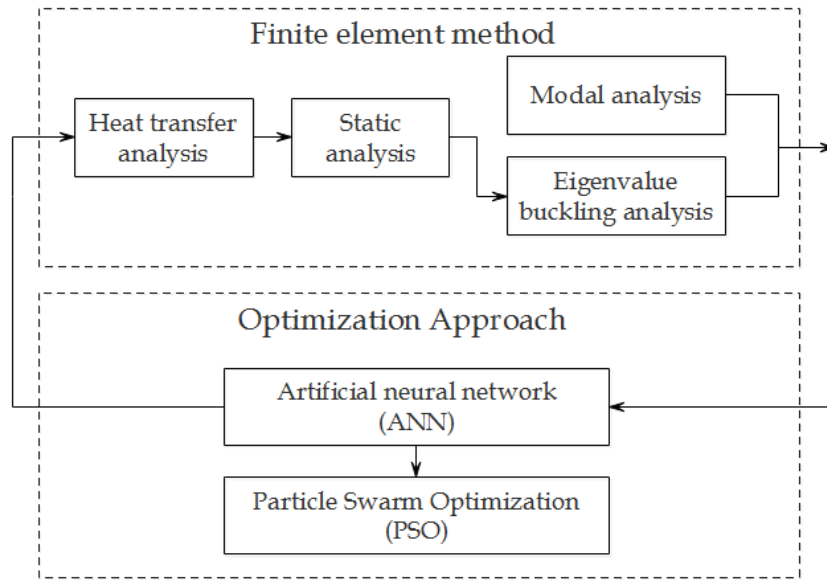 Finite element method
Heat transfer
analysis
Static
analysis
Modal analysis
Eigenvalue
buckling analysis
Optimization Approach
Artificial neural network
(ANN)
Particle Swarm Optimization
(PSO)